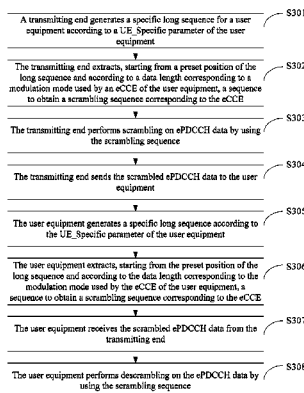 A transmitting end generates a specific long sequence for a
user equipment according to a UE_Specific parameter of the user
equipment
S301
The transmitting end extracts, starting from a preset position of the
long sequence and according to a data length corresponding to a
modulation mode used by an eCCE of the user equipment, a sequence
to obtain a scrambling sequence corresponding to the eCCE
S302
The transmitting end performs scrambling on ePDCCH data by using
the scrambling sequence
S303
The transmitting end sends the scrambled ePDCCH data to the user
equipment
S304
The user equipment generates a specific long sequence according to
the UE_Specific parameter of the user equipment
S305
The user equipment extracts, starting from the preset position of the
long sequence and according to the data length corresponding to the
modulation mode used by the eCCE of the user equipment, a
sequence to obtain a scrambling sequence corresponding to the eCCE
S306
The user equipment receives the scrambled ePDCCH data from the
transmitting end
S307
The user equipment performs descrambling on the ePDCCH data by
using the scrambling sequence
S308